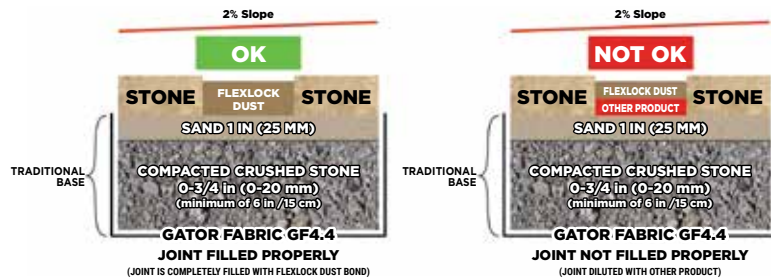 2% Slope
OK
STONE
FLEXLOCK
DUST
STONE
SAND 1 IN (25 MM)
TRADITIONAL
BASE
COMPACTED CRUSHED STONE
0-3/4 in (0-20 mm)
(minimum of 6 in /15 cm)
GATOR FABRIC GF4.4
JOINT FILLED PROPERLY
(JOINT IS COMPLETELY FILLED WITH FLEXLOCK DUST BOND)
2% Slope
NOT OK
STONE
FLEXLOCK DUST
OTHER PRODUCT
STONE
SAND 1 IN (25 MM)
TRADITIONAL
BASE
COMPACTED CRUSHED STONE
0-3/4 in (0-20 mm)
(minimum of 6 in /15 cm)
GATOR FABRIC GF4.4
JOINT NOT FILLED PROPERLY
(JOINT DILUTED WITH OTHER PRODUCT)